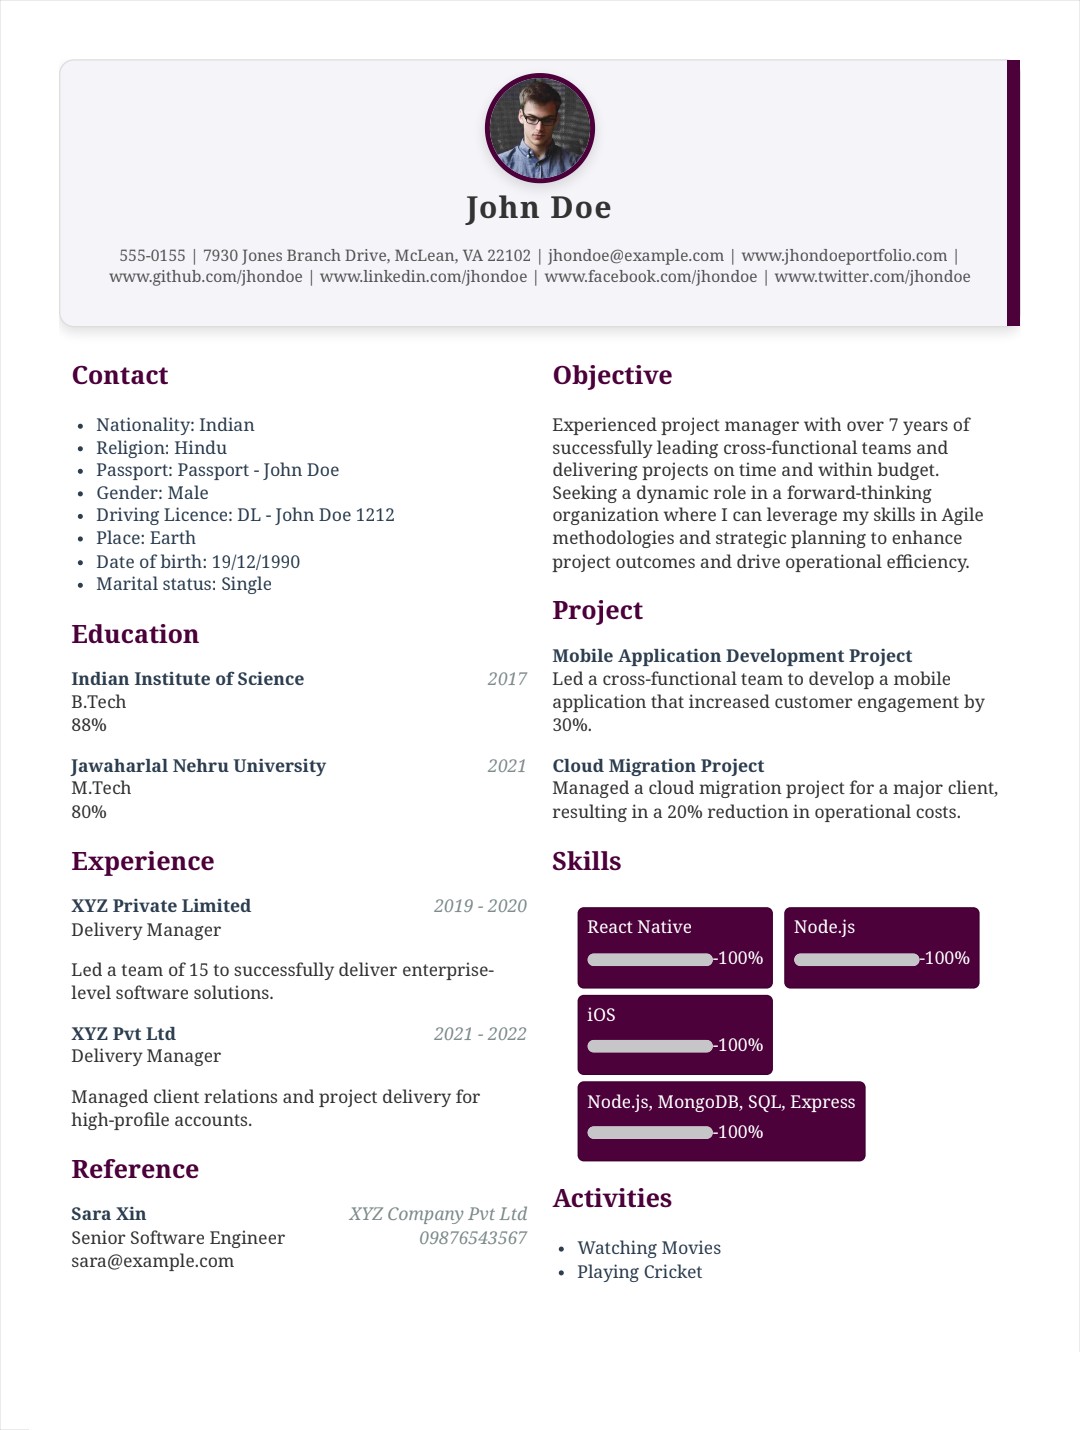 John Doe
555-0155 | 7930 Jones Branch Drive, McLean, VA 22102 | jhondoe@example.com | www.jhondoeportfolio.com |
www.github.com/jhondoe | www.linkedin.com/jhondoe | www.facebook.com/jhondoe | www.twitter.com/jhondoe
Contact
• Nationality: Indian
• Religion: Hindu
• Passport: Passport - John Doe
• Gender: Male
• Driving Licence: DL - John Doe 1212
• Place: Earth
• Date of birth: 19/12/1990
• Marital status: Single
Education
Indian Institute of Science 2017
B.Tech
88%
Jawaharlal Nehru University 2021
M.Tech
80%
Experience
XYZ Private Limited 2019 - 2020
Delivery Manager
Led a team of 15 to successfully deliver enterprise-
level software solutions.
XYZ Pvt Ltd 2021 - 2022
Delivery Manager
Managed client relations and project delivery for
high-profile accounts.
Reference
Sara Xin XYZ Company Pvt Ltd
Senior Software Engineer 09876543567
sara@example.com
Objective
Experienced project manager with over 7 years of
successfully leading cross-functional teams and
delivering projects on time and within budget.
Seeking a dynamic role in a forward-thinking
organization where I can leverage my skills in Agile
methodologies and strategic planning to enhance
project outcomes and drive operational efficiency.
Project
Mobile Application Development Project
Led a cross-functional team to develop a mobile
application that increased customer engagement by
30%.
Cloud Migration Project
Managed a cloud migration project for a major client,
resulting in a 20% reduction in operational costs.
Skills
React Native
-100%
Node.js
-100%
iOS
-100%
Node.js, MongoDB, SQL, Express
-100%
Activities
• Watching Movies
• Playing Cricket